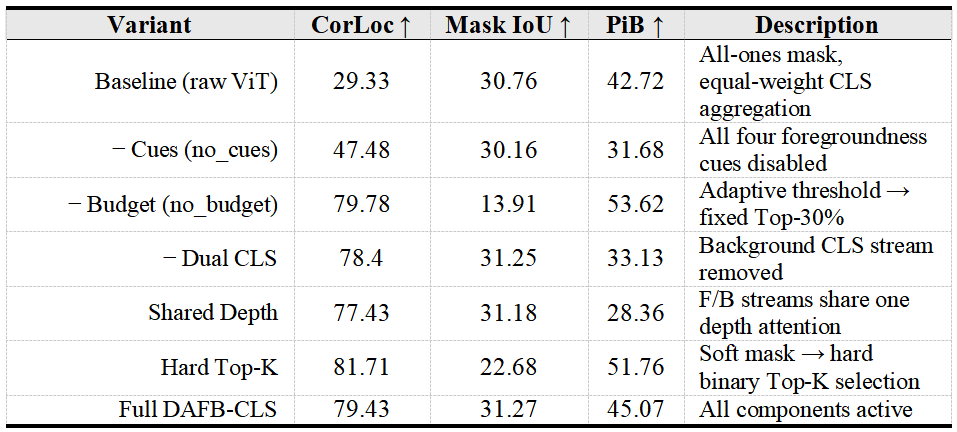 Variant CorLoc ↑ Mask IoU ↑ PiB ↑ Description
Baseline (raw ViT) 29.33 30.76 42.72 All-ones mask,
equal-weight CLS
aggregation
− Cues (no_cues) 47.48 30.16 31.68 All four foregroundness
cues disabled
− Budget (no_budget) 79.78 13.91 53.62 Adaptive threshold →
fixed Top-30%
− Dual CLS 78.4 31.25 33.13 Background CLS stream
removed
Shared Depth 77.43 31.18 28.36 F/B streams share one
depth attention
Hard Top-K 81.71 22.68 51.76 Soft mask → hard
binary Top-K selection
Full DAFB-CLS 79.43 31.27 45.07 All components active